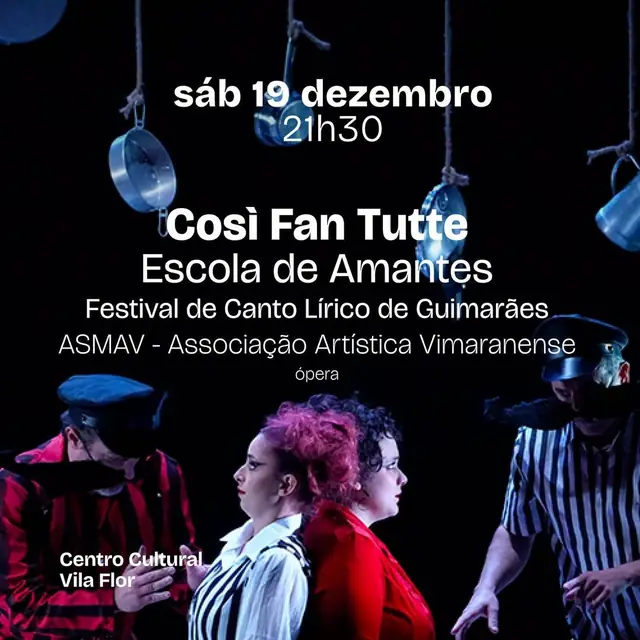 sáb 19 dezembro
21h30
Così Fan Tutte
Escola de Amantes
Festival de Canto Lírico de Guimarães
ASMAV - Associação Artística Vimaranense
ópera
Centro Cultural
Vila Flor